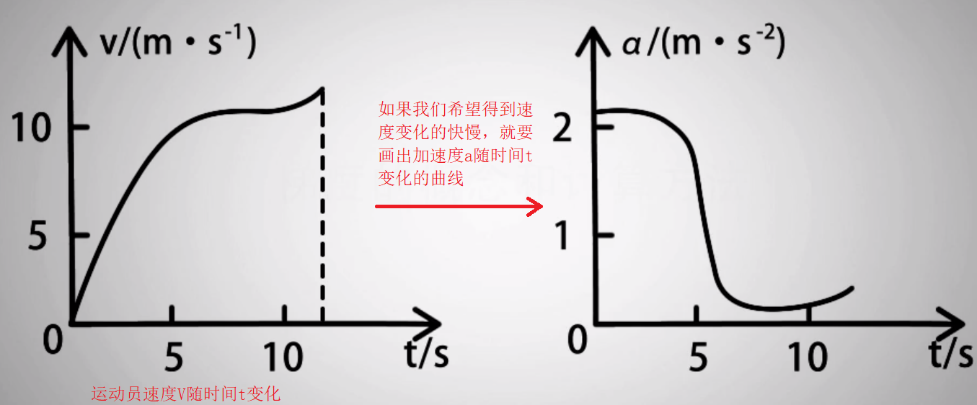 v/(m·s⁻¹)
10
5
0
5
10
t/s
运动员速度V随时间t变化
如果我们希望得到速
度变化的快慢，就要
画出加速度a随时间t
变化的曲线
a/(m·s⁻²)
2
1
0
5
10
t/s